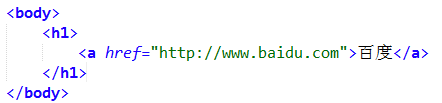 <body>
<h1>
<a href="http://www.baidu.com">百度</a>
</h1>
</body>